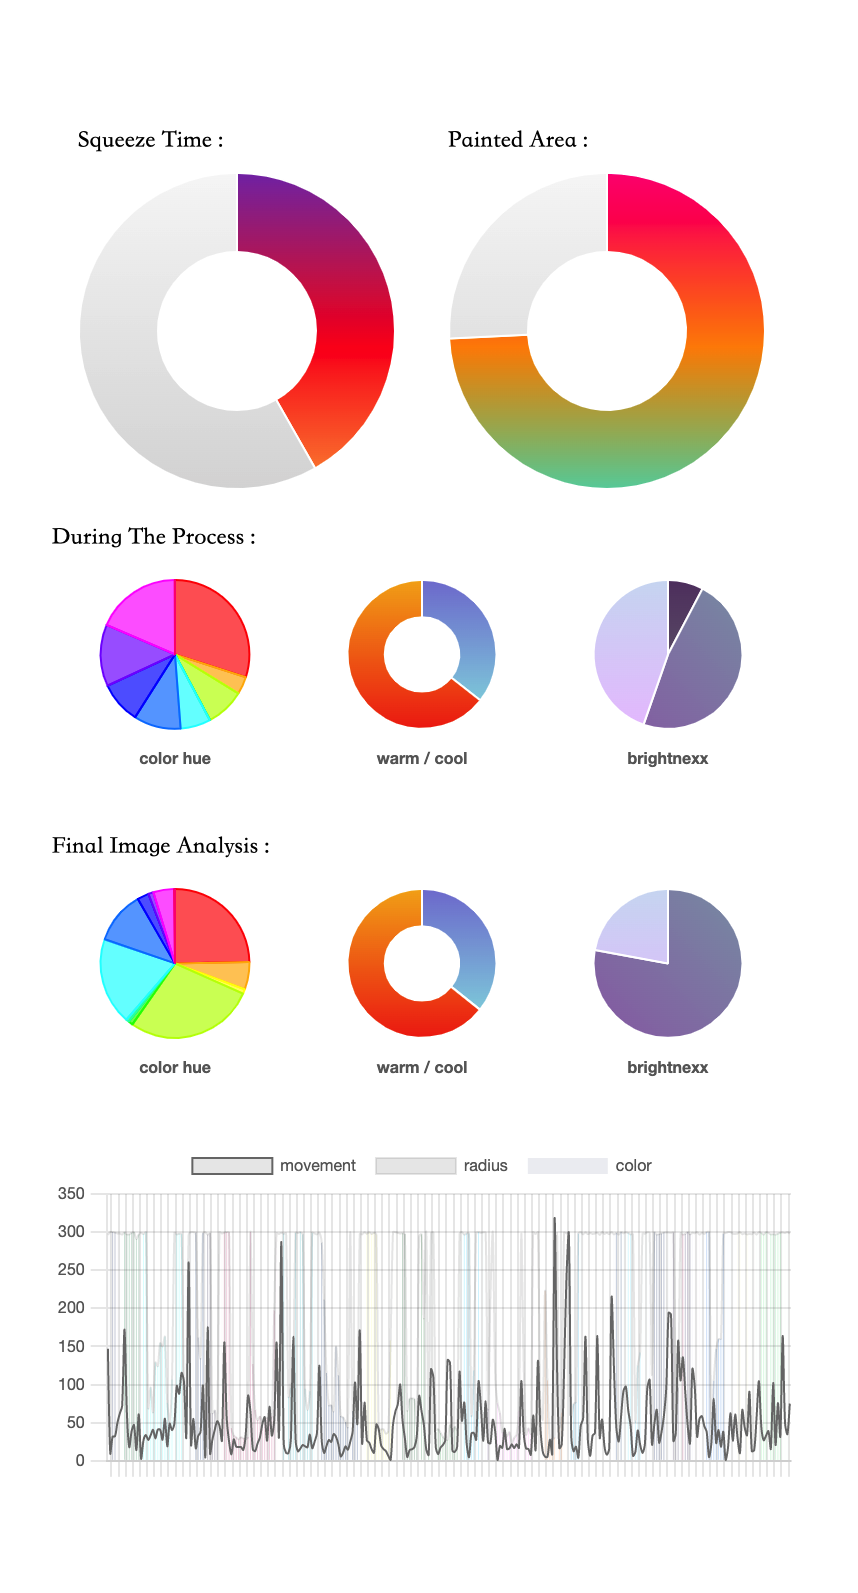 Squeeze Time :
Painted Area :
During The Process :
color hue
warm / cool
brightnexx
Final Image Analysis :
color hue
warm / cool
brightnexx
movement
radius
color
350
300
250
200
150
100
50
0